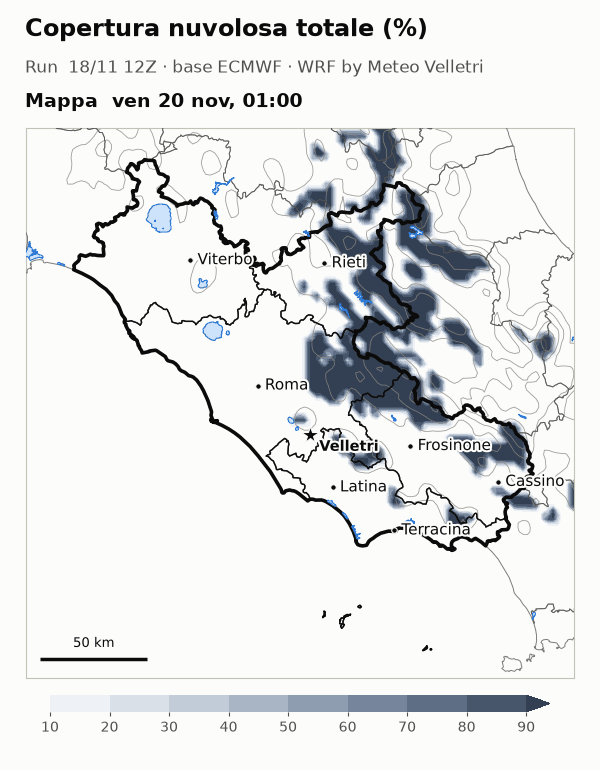 Copertura nuvolosa totale (%)
Run  18/11 12Z · base ECMWF · WRF by Meteo Velletri
Mappa  ven 20 nov, 01:00
Viterbo
Rieti
Roma
Velletri
Frosinone
Latina
Cassino
Terracina
50 km
10 20 30 40 50 60 70 80 90